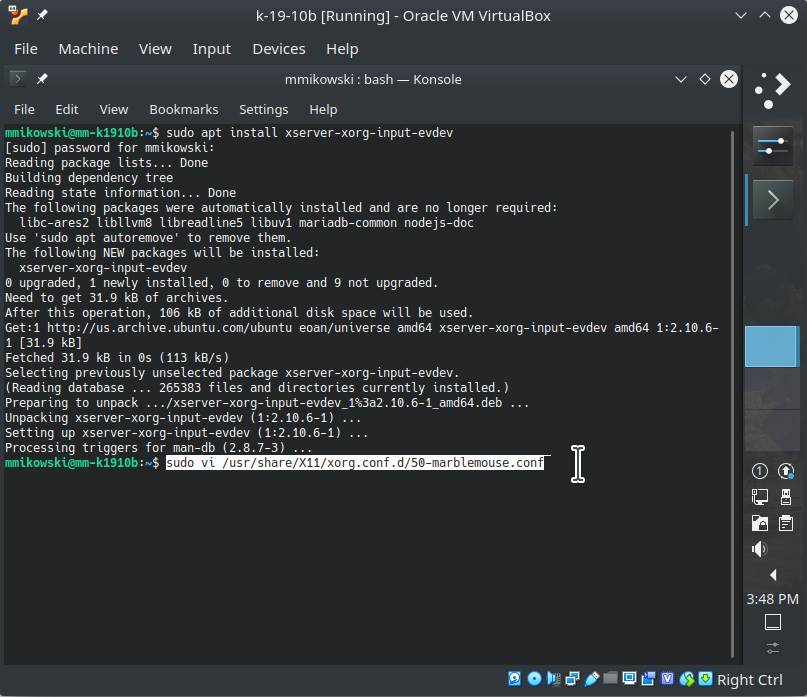 k-19-10b [Running] - Oracle VM VirtualBox
File Machine View Input Devices Help
mmikowski : bash — Konsole
File Edit View Bookmarks Settings Help
mmikowski@mm-k1910b:~$ sudo apt install xserver-xorg-input-evdev
[sudo] password for mmikowski:
Reading package lists... Done
Building dependency tree
Reading state information... Done
The following packages were automatically installed and are no longer required:
  libc-ares2 libllvm8 libreadline5 libuv1 mariadb-common nodejs-doc
Use 'sudo apt autoremove' to remove them.
The following NEW packages will be installed:
  xserver-xorg-input-evdev
0 upgraded, 1 newly installed, 0 to remove and 9 not upgraded.
Need to get 31.9 kB of archives.
After this operation, 106 kB of additional disk space will be used.
Get:1 http://us.archive.ubuntu.com/ubuntu eoan/universe amd64 xserver-xorg-input-evdev amd64 1:2.10.6-
1 [31.9 kB]
Fetched 31.9 kB in 0s (113 kB/s)
Selecting previously unselected package xserver-xorg-input-evdev.
(Reading database ... 265383 files and directories currently installed.)
Preparing to unpack .../xserver-xorg-input-evdev_1%3a2.10.6-1_amd64.deb ...
Unpacking xserver-xorg-input-evdev (1:2.10.6-1) ...
Setting up xserver-xorg-input-evdev (1:2.10.6-1) ...
Processing triggers for man-db (2.8.7-3) ...
mmikowski@mm-k1910b:~$ sudo vi /usr/share/X11/xorg.conf.d/50-marblemouse.conf
1
3:48 PM
V
Right Ctrl